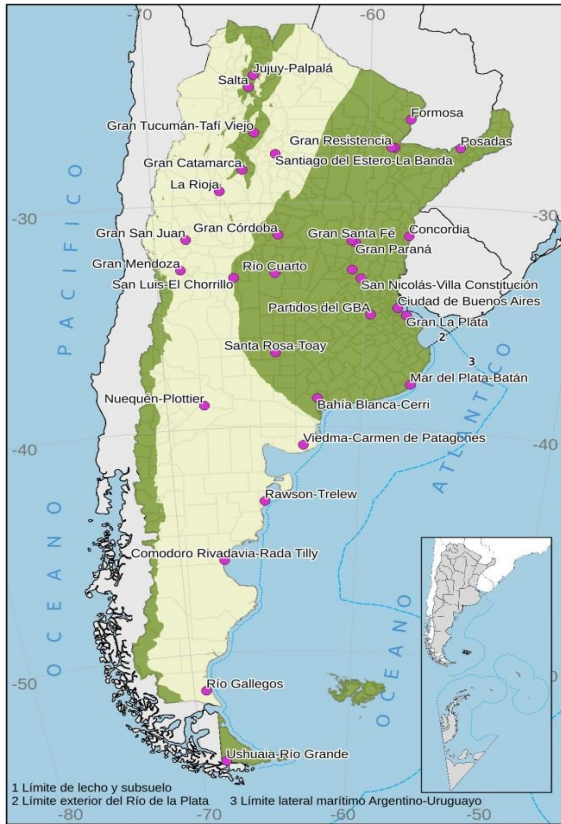 -70
-60
Jujuy-Palpalá
Salta
Formosa
Gran Tucumán-Tafí Viejo
Gran Resistencia
Posadas
Santiago del Estero-La Banda
Gran Catamarca
La Rioja
-30
-30
Gran Córdoba
Gran Santa Fé
Concordia
Gran San Juan
Gran Paraná
Gran Mendoza
Río Cuarto
San Luis-El Chorrillo
San Nicolás-Villa Constitución
Partidos del GBA
Ciudad de Buenos Aires
Gran La Plata
2
3
Santa Rosa-Toay
Mar del Plata-Batán
Nuequén-Plottier
Bahía Blanca-Cerri
Viedma-Carmen de Patagones
-40
-40
Rawson-Trelew
OCEANO PACIFICO
OCEANO ATLANTICO
Comodoro Rivadavia-Rada Tilly
-50
Río Gallegos
Ushuaia-Río Grande
1 Límite de lecho y subsuelo
2 Límite exterior del Río de la Plata
3 Límite lateral marítimo Argentino-Uruguayo
-80
-70
-60
-50